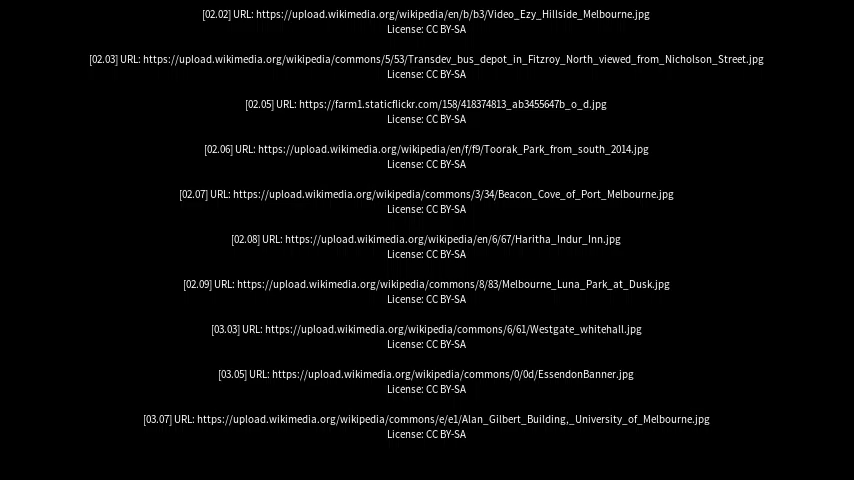 [02.02] URL: https://upload.wikimedia.org/wikipedia/en/b/b3/Video_Ezy_Hillside_Melbourne.jpg
License: CC BY-SA
[02.03] URL: https://upload.wikimedia.org/wikipedia/commons/5/53/Transdev_bus_depot_in_Fitzroy_North_viewed_from_Nicholson_Street.jpg
License: CC BY-SA
[02.05] URL: https://farm1.staticflickr.com/158/418374813_ab3455647b_o_d.jpg
License: CC BY-SA
[02.06] URL: https://upload.wikimedia.org/wikipedia/en/f/f9/Toorak_Park_from_south_2014.jpg
License: CC BY-SA
[02.07] URL: https://upload.wikimedia.org/wikipedia/commons/3/34/Beacon_Cove_of_Port_Melbourne.jpg
License: CC BY-SA
[02.08] URL: https://upload.wikimedia.org/wikipedia/en/6/67/Haritha_Indur_Inn.jpg
License: CC BY-SA
[02.09] URL: https://upload.wikimedia.org/wikipedia/commons/8/83/Melbourne_Luna_Park_at_Dusk.jpg
License: CC BY-SA
[03.03] URL: https://upload.wikimedia.org/wikipedia/commons/6/61/Westgate_whitehall.jpg
License: CC BY-SA
[03.05] URL: https://upload.wikimedia.org/wikipedia/commons/0/0d/EssendonBanner.jpg
License: CC BY-SA
[03.07] URL: https://upload.wikimedia.org/wikipedia/commons/e/e1/Alan_Gilbert_Building,_University_of_Melbourne.jpg
License: CC BY-SA